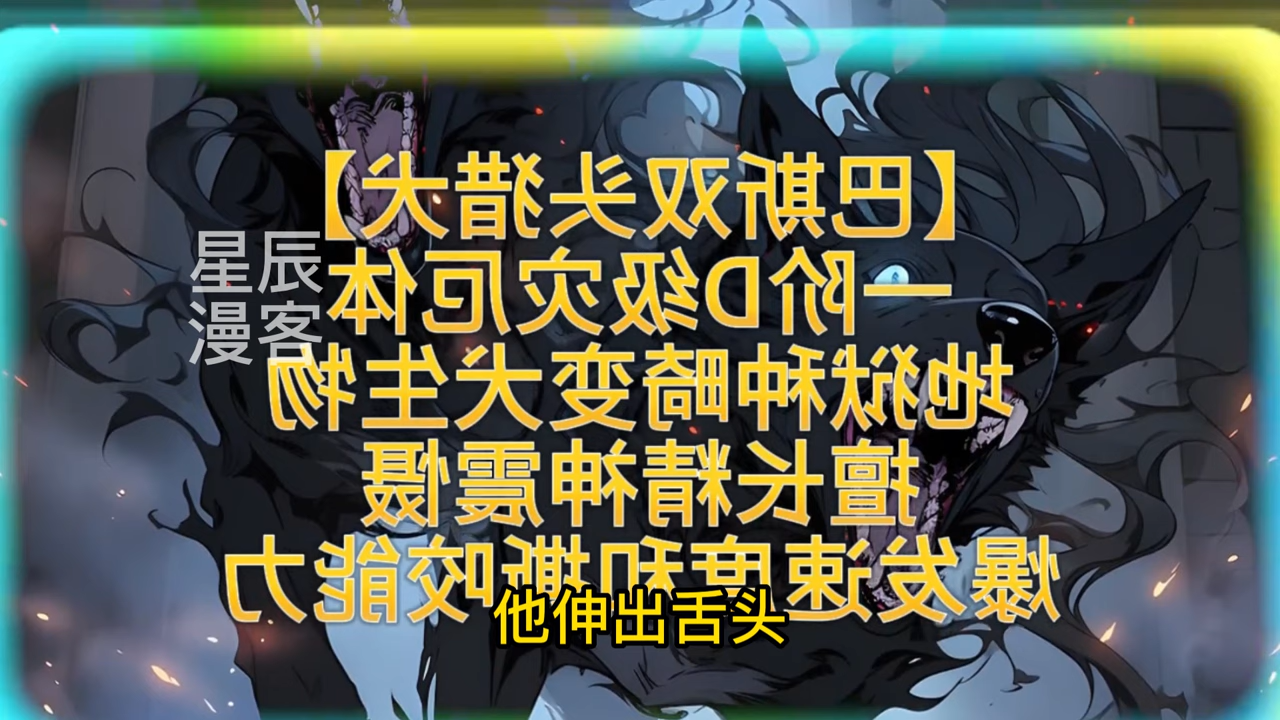 【巴斯双头猎犬】
一阶D级灾厄体
地狱种畸变犬生物
擅长精神震慑
爆发速度和撕咬能力
星辰
漫客
他伸出舌头